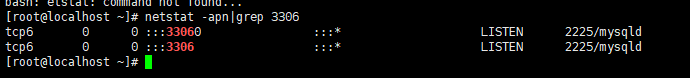 bash: etstat: command not found...
[root@localhost ~]# netstat -apn|grep 3306
tcp6 0 0 :::33060 :::* LISTEN 2225/mysqld
tcp6 0 0 :::3306 :::* LISTEN 2225/mysqld
[root@localhost ~]#